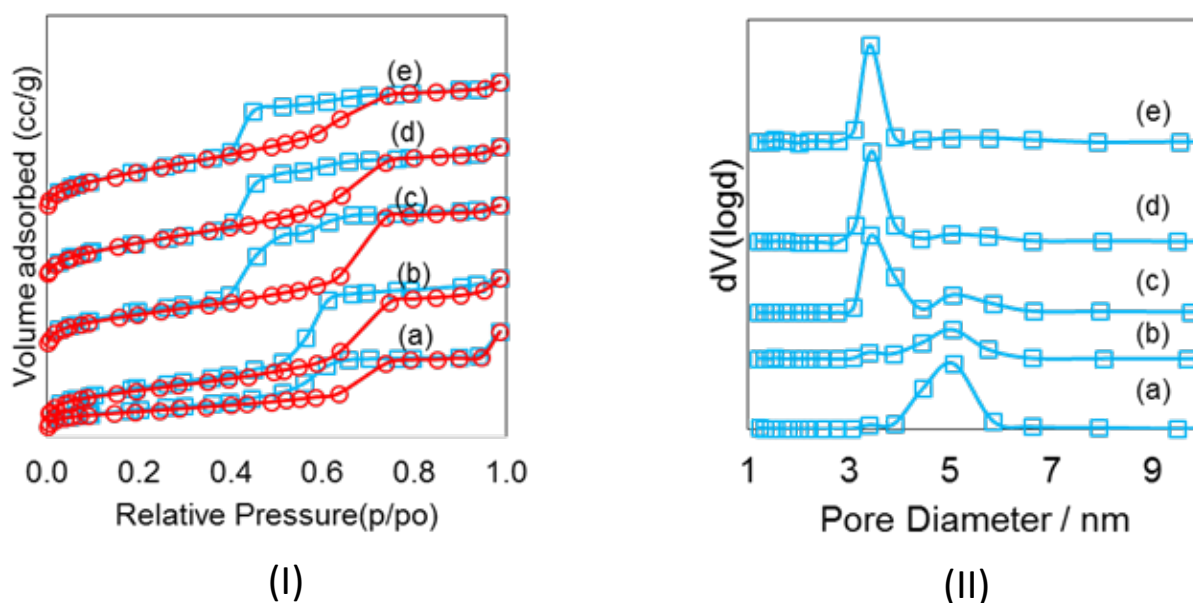 Volume adsorbed (cc/g)
(e)
(d)
(c)
(b)
(a)
0.0 0.2 0.4 0.6 0.8 1.0
Relative Pressure(p/po)
(I)
dV(logd)
(e)
(d)
(c)
(b)
(a)
1 3 5 7 9
Pore Diameter / nm
(II)